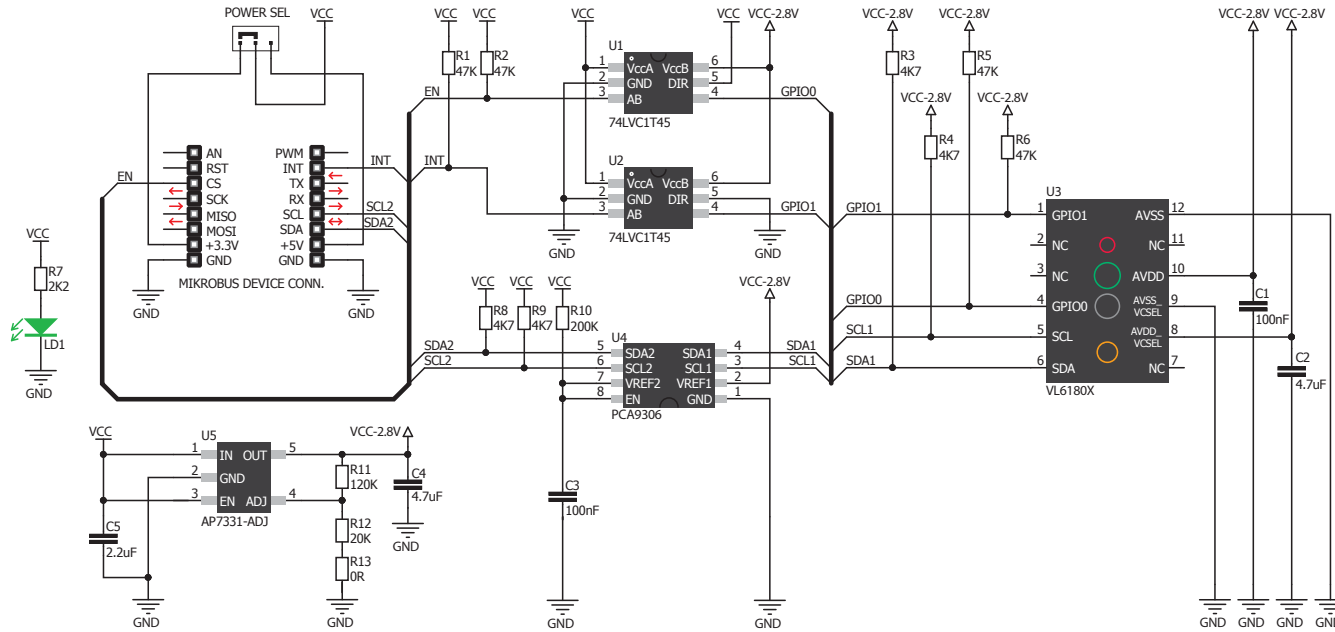 POWER SEL
VCC
AN
RST
CS
SCK
MISO
MOSI
+3.3V
GND
PWM
INT
TX
RX
SCL
SDA
+5V
GND
MIKROBUS DEVICE CONN.
GND
GND
EN
INT
SCL2
SDA2
VCC
R7
2K2
LD1
GND
VCC
R1
47K
R2
47K
EN
INT
VCC
U1
1 VccA VccB 6
2 GND DIR 5
3 AB 4
74LVC1T45
VCC
VCC-2.8V
GPIO0
U2
1 VccA VccB 6
2 GND DIR 5
3 AB 4
74LVC1T45
GPIO1
GND
GND
VCC
VCC
VCC
R8
4K7
R9
4K7
R10
200K
VCC-2.8V
SDA2
SCL2
U4
5 SDA2 SDA1 4
6 SCL2 SCL1 3
7 VREF2 VREF1 2
8 EN GND 1
PCA9306
SDA1
SCL1
C3
100nF
GND
GND
VCC-2.8V
R3
4K7
VCC-2.8V
R5
47K
VCC-2.8V
R4
4K7
VCC-2.8V
R6
47K
GPIO1
GPIO0
SCL1
SDA1
U3
1 GPIO1 AVSS 12
2 NC NC 11
3 NC AVDD 10
4 GPIO0 AVSS_
VCSEL 9
5 SCL AVDD_
VCSEL 8
6 SDA NC 7
VL6180X
VCC-2.8V
VCC-2.8V
C1
100nF
C2
4.7uF
GND
GND
GND
GND
VCC
U5
1 IN OUT 5
2 GND
3 EN ADJ 4
AP7331-ADJ
VCC-2.8V
R11
120K
R12
20K
R13
0R
C4
4.7uF
GND
C5
2.2uF
GND
GND